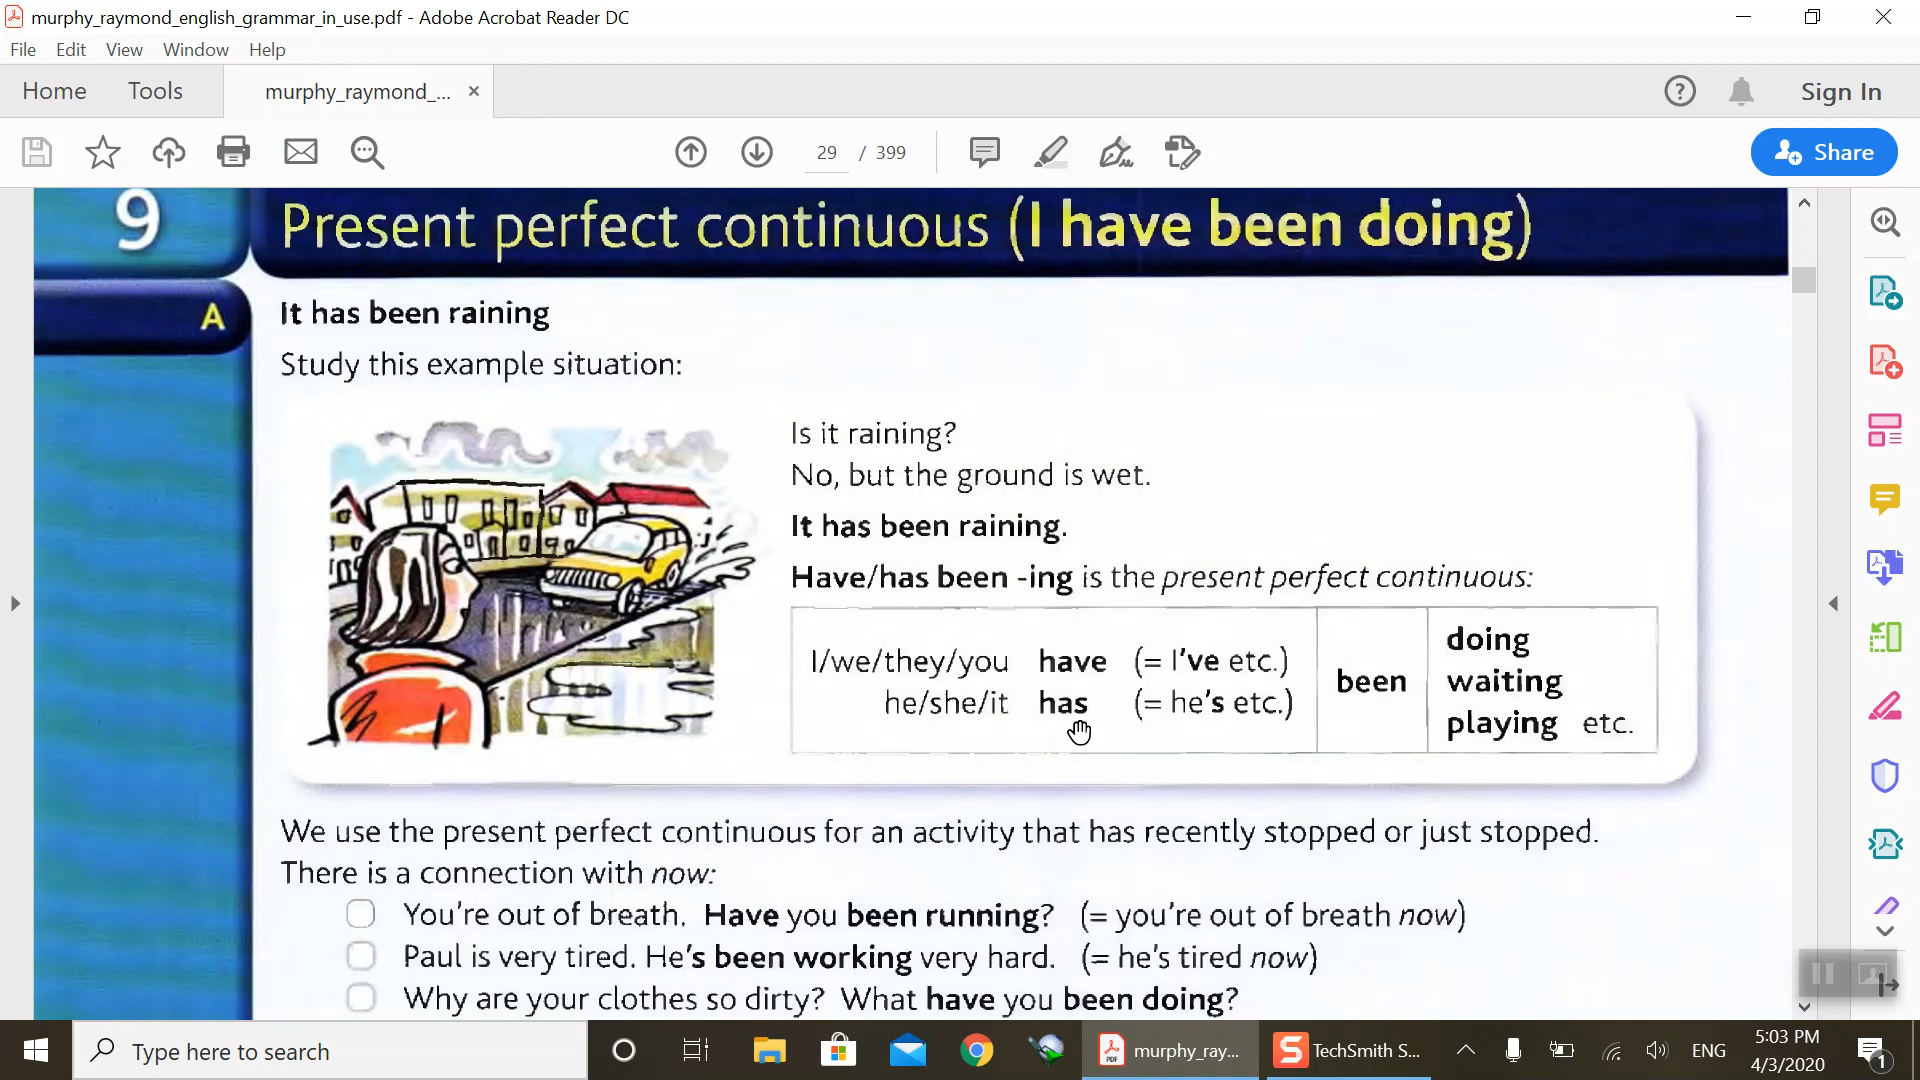 murphy_raymond_english_grammar_in_use.pdf - Adobe Acrobat Reader DC
File Edit View Window Help
Home Tools murphy_raymond_... × Sign In
29 / 399 Share
9 Present perfect continuous (I have been doing)
A
It has been raining
Study this example situation:
Is it raining?
No, but the ground is wet.
It has been raining.
Have/has been -ing is the present perfect continuous:
I/we/they/you have (= I've etc.)
he/she/it has (= he's etc.)
been
doing
waiting
playing etc.
We use the present perfect continuous for an activity that has recently stopped or just stopped.
There is a connection with now:
You're out of breath. Have you been running? (= you're out of breath now)
Paul is very tired. He's been working very hard. (= he's tired now)
Why are your clothes so dirty? What have you been doing?
Type here to search
murphy_ray...
TechSmith S...
ENG
5:03 PM
4/3/2020
1